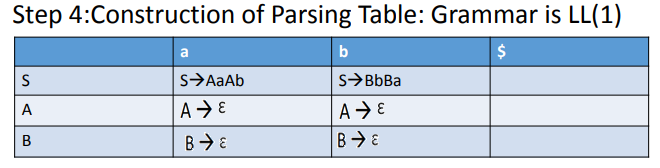 Step 4:Construction of Parsing Table: Grammar is LL(1)
a b $
S S→AaAb S→BbBa
A A → ε A → ε
B B → ε B → ε